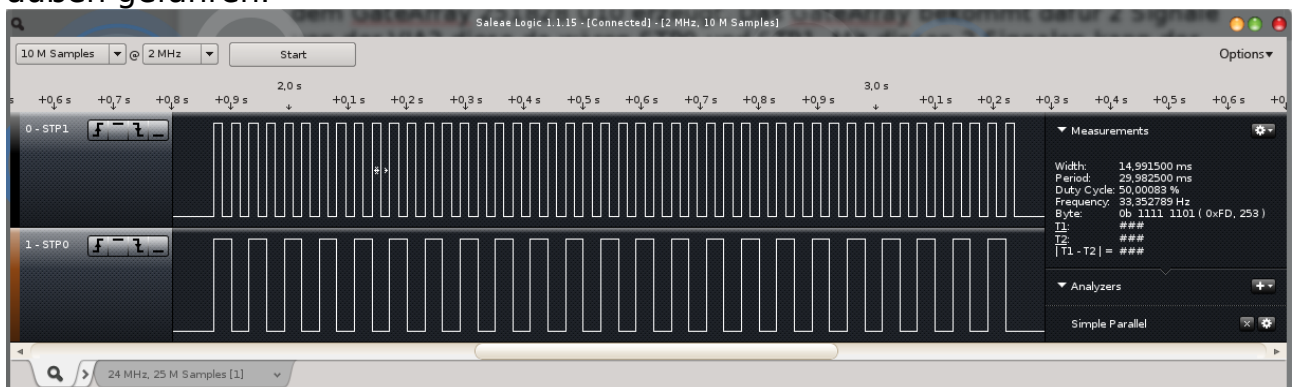 außen geführen.
Saleae Logic 1.1.15 - [Connected] - [2 MHz, 10 M Samples]
10 M Samples @ 2 MHz Start Options
2,0 s 3,0 s
s +0,6 s +0,7 s +0,8 s +0,9 s +0,1 s +0,2 s +0,3 s +0,4 s +0,5 s +0,6 s +0,7 s +0,8 s +0,9 s +0,1 s +0,2 s +0,3 s +0,4 s +0,5 s +0,6 s +0,
0 - STP1
Measurements
Width: 14,991500 ms
Period: 29,982500 ms
Duty Cycle: 50,00083 %
Frequency: 33,352789 Hz
Byte: 0b 1111 1101 ( 0xFD, 253 )
T1: ###
T2: ###
| T1 - T2 | = ###
1 - STP0
Analyzers
Simple Parallel
24 MHz, 25 M Samples [1]